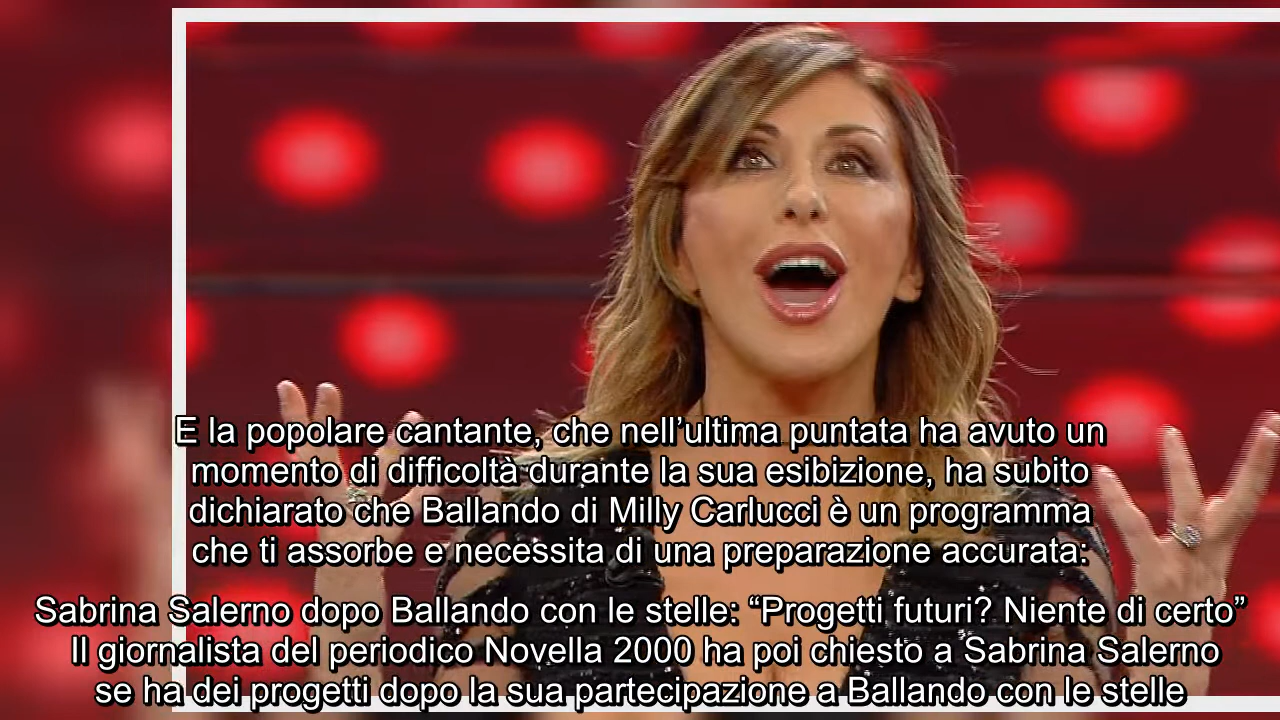 E la popolare cantante, che nell’ultima puntata ha avuto un
momento di difficoltà durante la sua esibizione, ha subito
dichiarato che Ballando di Milly Carlucci è un programma
che ti assorbe e necessita di una preparazione accurata:
Sabrina Salerno dopo Ballando con le stelle: “Progetti futuri? Niente di certo”
Il giornalista del periodico Novella 2000 ha poi chiesto a Sabrina Salerno
se ha dei progetti dopo la sua partecipazione a Ballando con le stelle